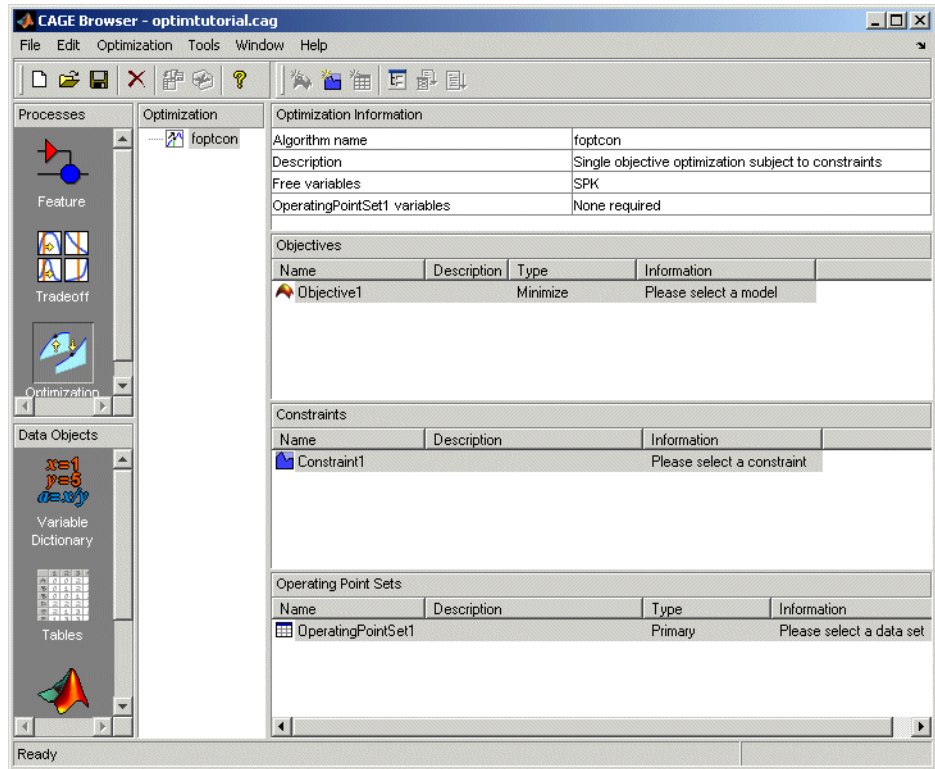 CAGE Browser - optimtutorial.cag
File Edit Optimization Tools Window Help
Processes
Feature
Tradeoff
Optimization
Data Objects
x=1
y=5
a=x/y
Variable
Dictionary
Tables
Optimization
foptcon
Optimization Information
Algorithm name foptcon
Description Single objective optimization subject to constraints
Free variables SPK
OperatingPointSet1 variables None required
Objectives
Name Description Type Information
Objective1 Minimize Please select a model
Constraints
Name Description Information
Constraint1 Please select a constraint
Operating Point Sets
Name Description Type Information
OperatingPointSet1 Primary Please select a data set
Ready